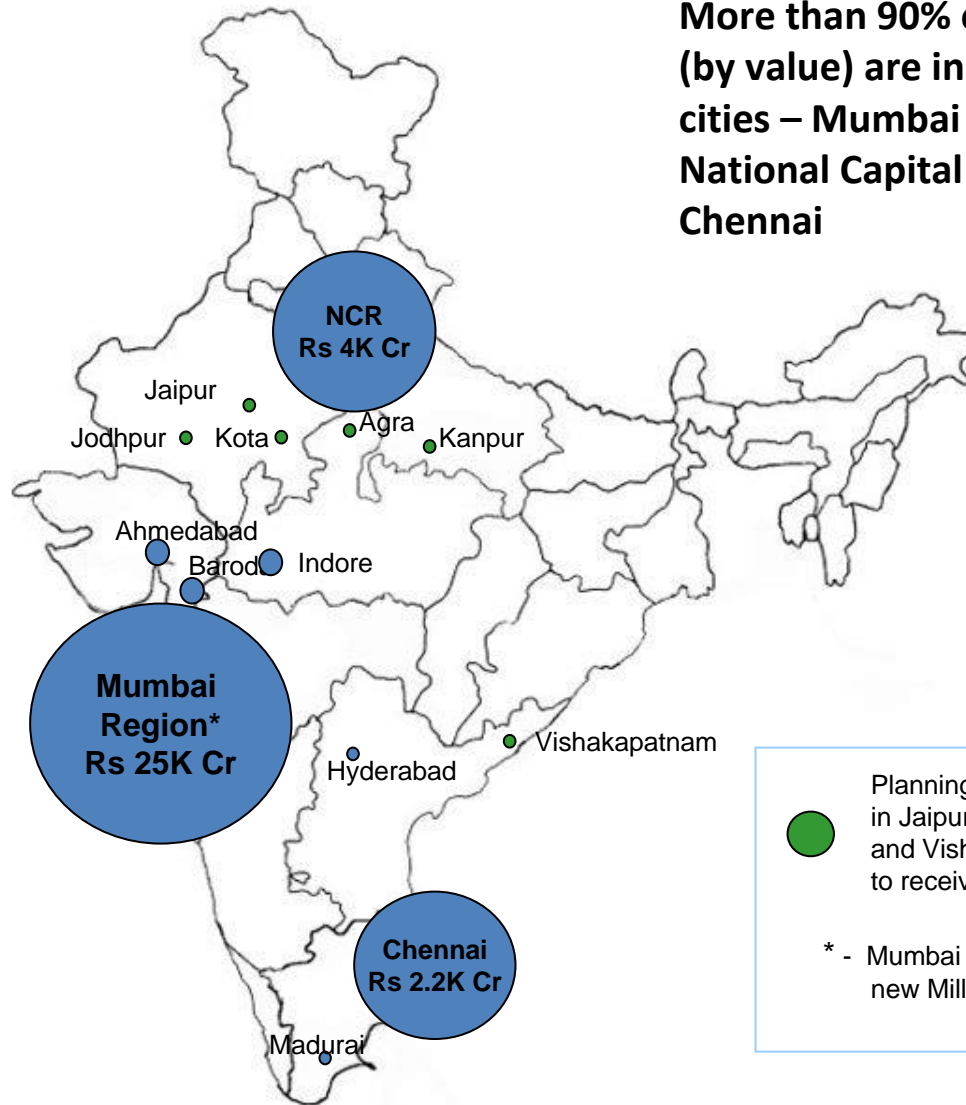 More than 90%
(by value) are in
cities – Mumbai
National Capital
Chennai
NCR
Rs 4K Cr
Jaipur
Agra
Jodhpur
Kota
Kanpur
Ahmedabad
Indore
Mumbai
Region*
Rs 25K Cr
Vishakapatnam
Hyderabad
Planning
in Jaipur
and Vish
to receiv
* - Mumbai
new Mill
Chennai
Rs 2.2K Cr
Madurai